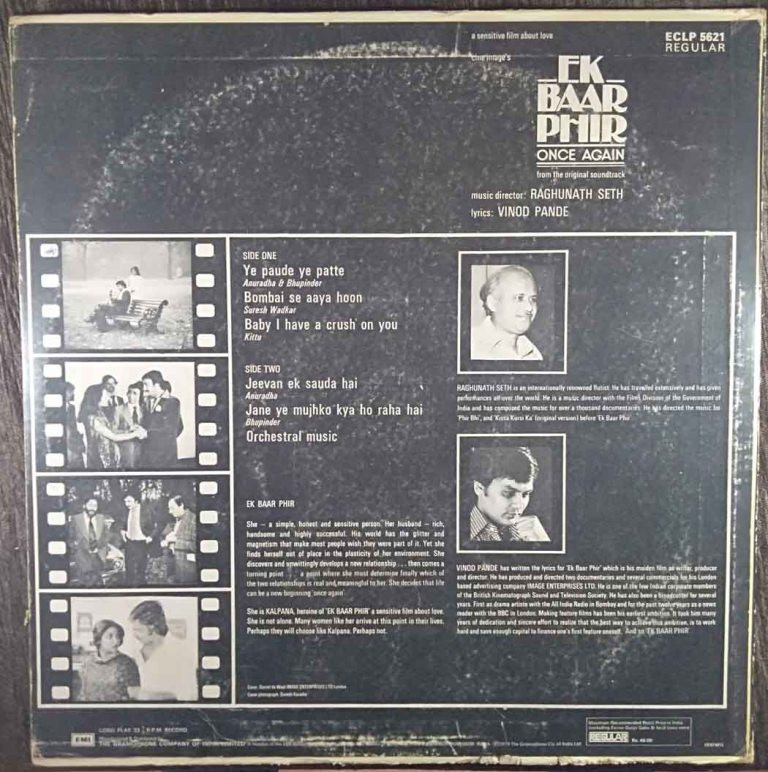 a sensitive film about love
ECLP 5621
REGULAR
cine image's
EK
BAAR
PHIR
ONCE AGAIN
from the original soundtrack
music director: RAGHUNATH SETH
lyrics: VINOD PANDE
SIDE ONE
Ye paude ye patte
Anuradha & Bhupinder
Bombai se aaya hoon
Suresh Wadkar
Baby I have a crush on you
Kittu
SIDE TWO
Jeevan ek sauda hai
Anuradha
Jane ye mujhko kya ho raha hai
Bhupinder
Orchestral music
EK BAAR PHIR
She – a simple, honest and sensitive person. Her husband – rich,
handsome and highly successful. His world has the glitter and
magnetism that make most people wish they were part of it. Yet she
finds herself out of place in the plasticity of her environment. She
discovers and unwittingly develops a new relationship . . . then comes a
turning point . . . a point where she must determine finally which of
the two relationships is real and meaningful to her. She decides that life
can be a new beginning 'once again'.
She is KALPANA, heroine of 'EK BAAR PHIR' a sensitive film about love.
She is not alone. Many women like her arrive at this point in their lives.
Perhaps they will choose like Kalpana. Perhaps not.
RAGHUNATH SETH is an internationally renowned flutist. He has travelled extensively and has given
performances all over the world. He is a music director with the Films Division of the Government of
India and has composed the music for over a thousand documentaries. He has directed the music for
'Phir Bhi', and 'Kissa Kursi Ka' (original version) before 'Ek Baar Phir'.
VINOD PANDE has written the lyrics for 'Ek Baar Phir' which is his maiden film as writer, producer
and director. He has produced and directed two documentaries and several commercials for his London
based advertising company IMAGE ENTERPRISES LTD. He is one of the few Indian corporate members
of the British Kinematograph Sound and Television Society. He has also been a broadcaster for several
years. First as drama artiste with the All India Radio in Bombay and for the past twelve years as a news
reader with the BBC in London. Making feature films has been his earliest ambition. It took him many
years of dedication and sincere effort to realize that the best way to achieve this ambition, is to work
hard and save enough capital to finance one's first feature oneself. And so 'EK BAAR PHIR'.
Cover: IMAGE ENTERPRISES LTD London
Cover photograph:
EMI
LONG PLAY 33 1/3 R.P.M. RECORD
THE GRAMOPHONE COMPANY OF INDIA LIMITED
Maximum Recommended Retail Price in India
REGULAR